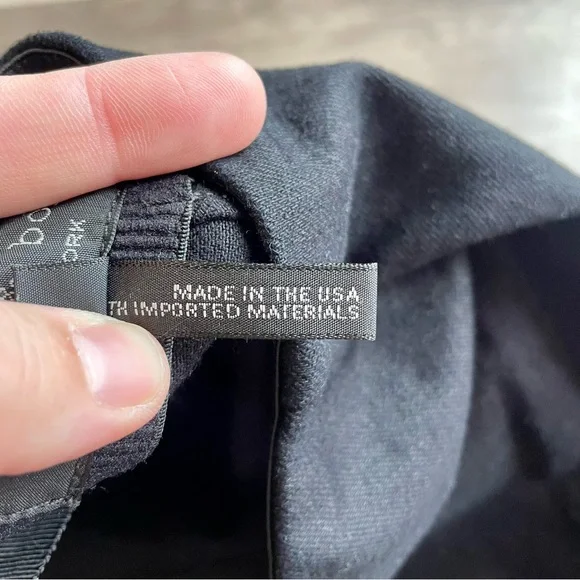 bo
ORK
MADE IN THE USA
TH IMPORTED MATERIALS